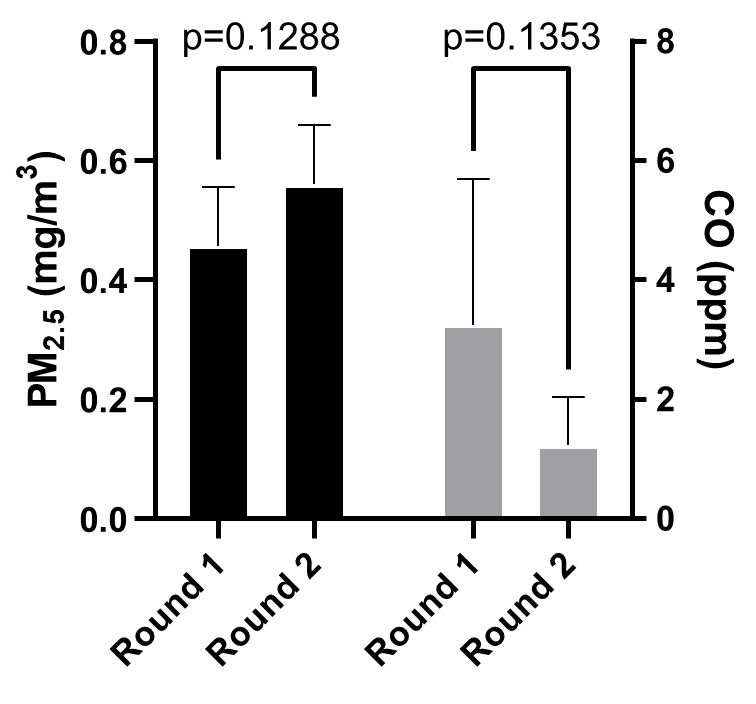 p=0.1288 p=0.1353
PM2.5 (mg/m3)
0.8
0.6
0.4
0.2
0.0
8
6
4
2
0
CO (ppm)
Round 1
Round 2
Round 1
Round 2